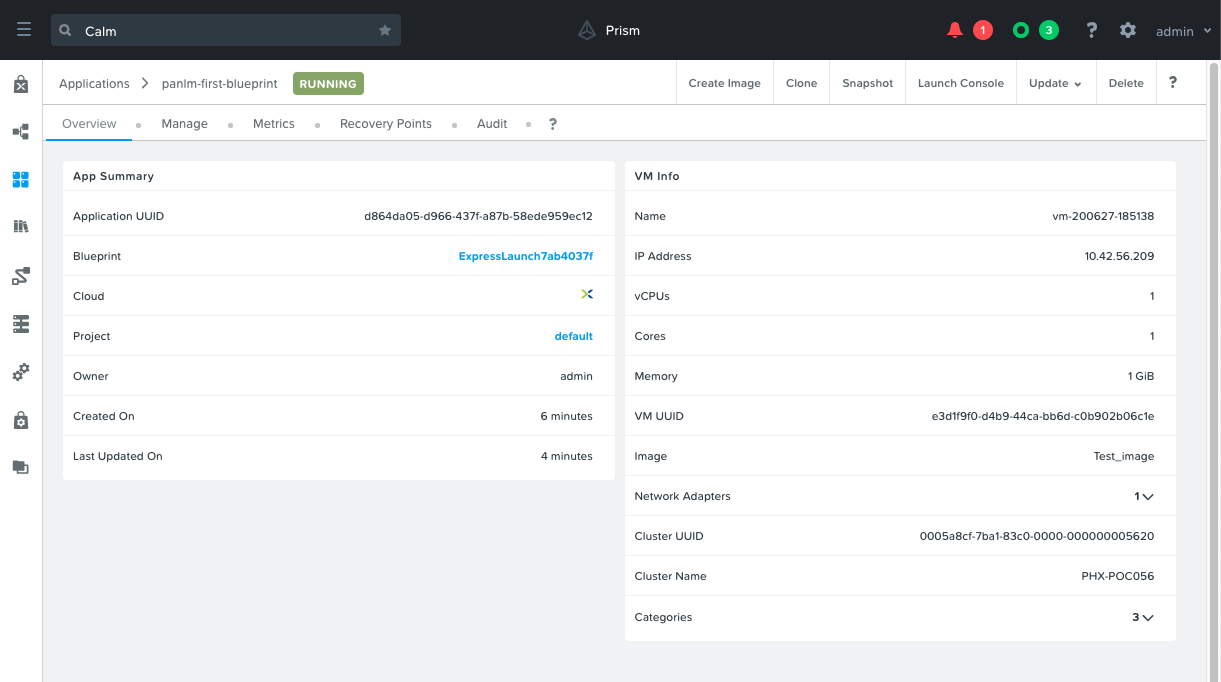 Calm
Prism
1
3
?
admin
Applications
panlm-first-blueprint
RUNNING
Create Image
Clone
Snapshot
Launch Console
Update
Delete
?
Overview
Manage
Metrics
Recovery Points
Audit
?
App Summary
Application UUID d864da05-d966-437f-a87b-58ede959ec12
Blueprint ExpressLaunch7ab4037f
Cloud
Project default
Owner admin
Created On 6 minutes
Last Updated On 4 minutes
VM Info
Name vm-200627-185138
IP Address 10.42.56.209
vCPUs 1
Cores 1
Memory 1 GiB
VM UUID e3d1f9f0-d4b9-44ca-bb6d-c0b902b06c1e
Image Test_image
Network Adapters 1
Cluster UUID 0005a8cf-7ba1-83c0-0000-000000005620
Cluster Name PHX-POC056
Categories 3